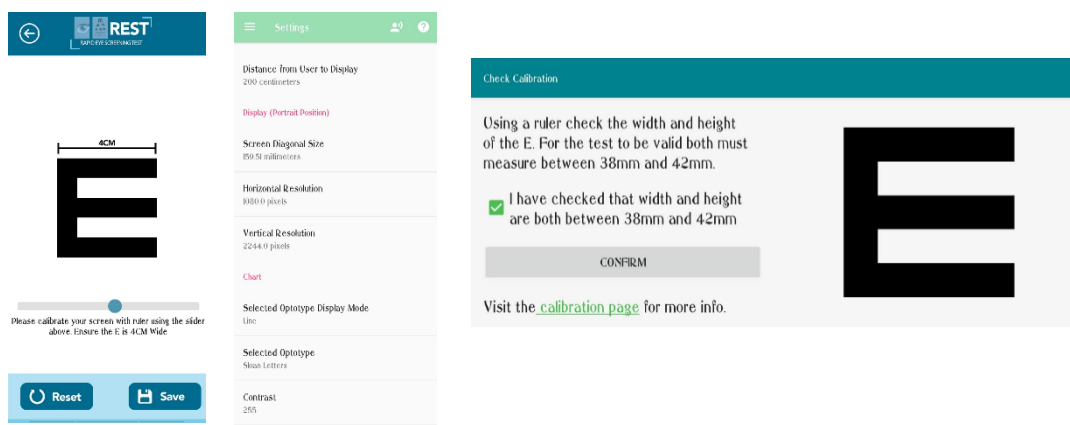 REST
RAPID EYE SCREENING TEST
4CM
Please calibrate your screen with ruler using the slider
above. Ensure the E is 4CM Wide
Reset
Save
Settings
Distance from User to Display
200 centimeters
Display (Portrait Position)
Screen Diagonal Size
159.51 milimeters
Horizontal Resolution
1080.0 pixels
Vertical Resolution
2244.0 pixels
Chart
Selected Optotype Display Mode
Line
Selected Optotype
Sloan Letters
Contrast
255
Check Calibration
Using a ruler check the width and height
of the E. For the test to be valid both must
measure between 38mm and 42mm.
I have checked that width and height
are both between 38mm and 42mm
CONFIRM
Visit the calibration page for more info.
E